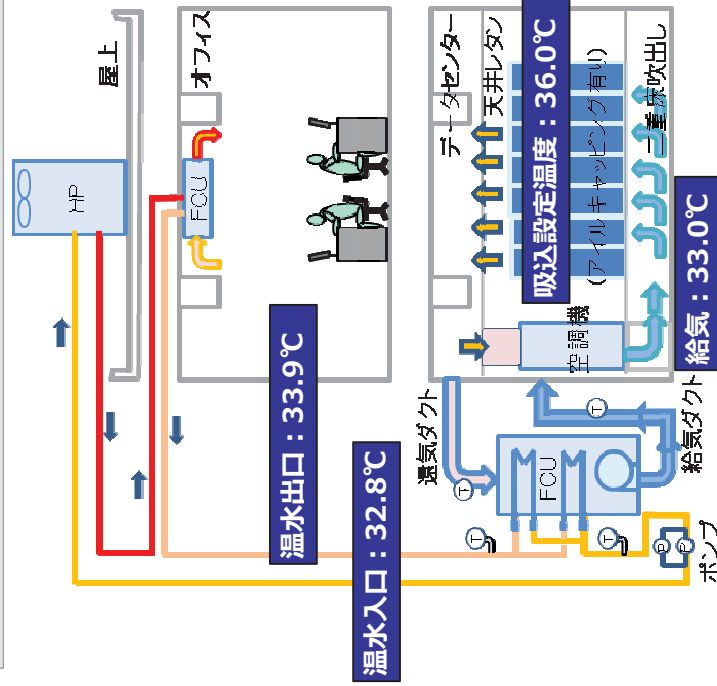 屋上
HP
オフィス
FCU
データセンター
天井レタン
吸込設定温度：36.0℃
(アイルキャッピング有り)
二重床吹出し
空調機
給気：33.0℃
温水出口：33.9℃
温水入口：32.8℃
還気ダクト
給気ダクト
FCU
T
T
T
T
P
P
ポンプ